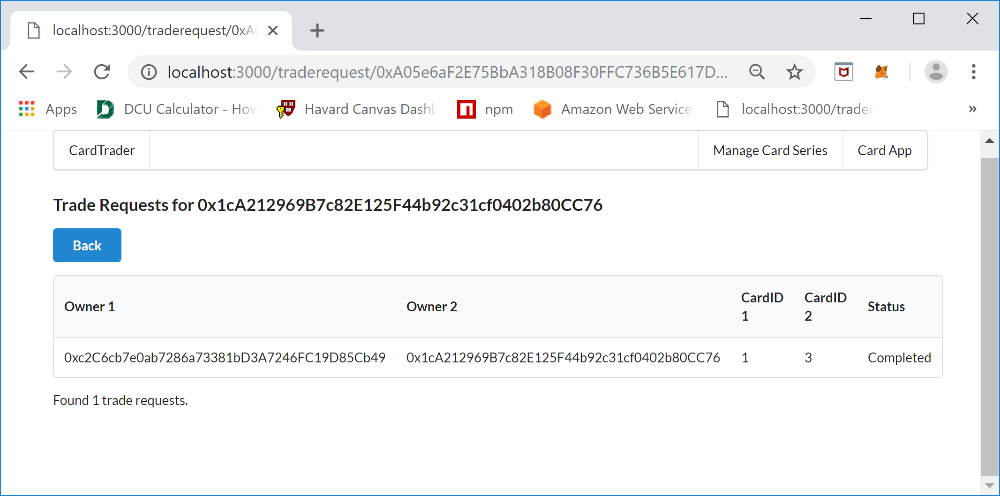 localhost:3000/traderequest/0xA
localhost:3000/traderequest/0xA05e6aF2E75BbA318B08F30FFC736B5E617D...
Apps DCU Calculator - How Havard Canvas Dashb npm Amazon Web Services localhost:3000/trader »
CardTrader Manage Card Series Card App
Trade Requests for 0x1cA212969B7c82E125F44b92c31cf0402b80CC76
Back
Owner 1 Owner 2 CardID 1 CardID 2 Status
0xc2C6cb7e0ab7286a73381bD3A7246FC19D85Cb49 0x1cA212969B7c82E125F44b92c31cf0402b80CC76 1 3 Completed
Found 1 trade requests.